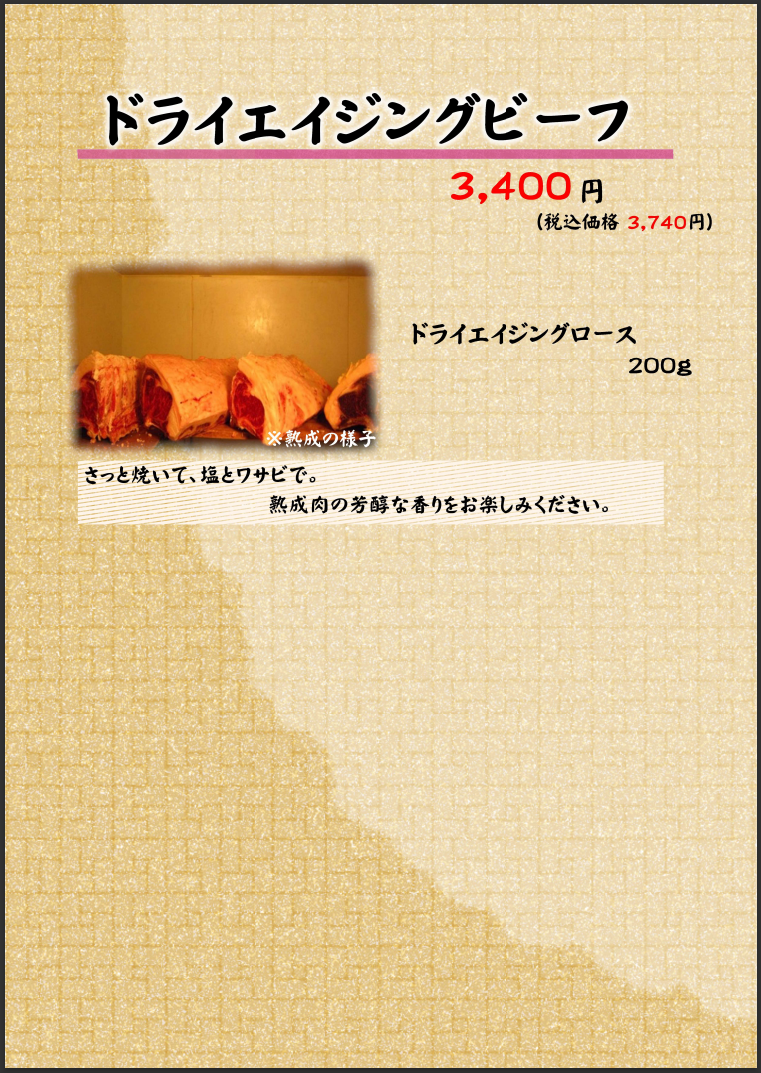 ドライエイジングビーフ
3,400円
(税込価格 3,740円)
ドライエイジングロース
200g
※熟成の様子
さっと焼いて、塩とワサビで。
熟成肉の芳醇な香りをお楽しみください。